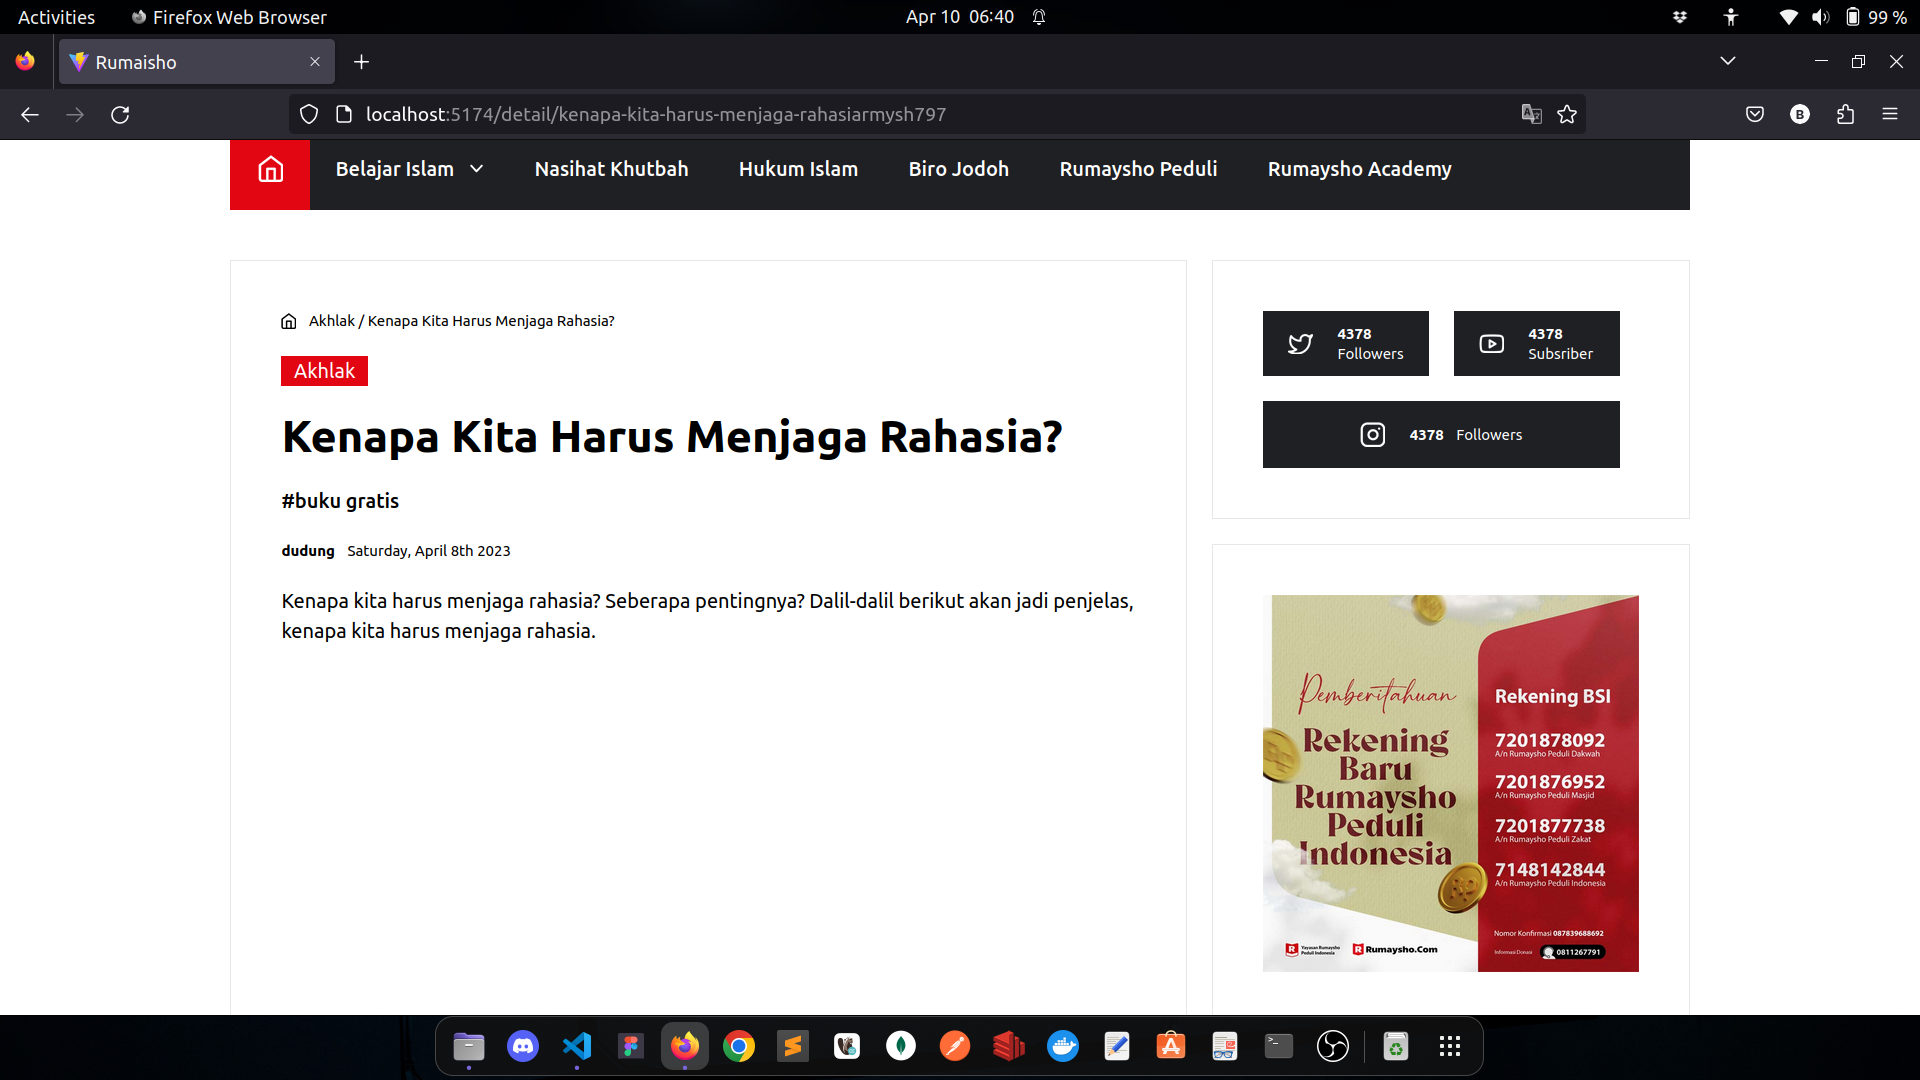 Activities
Firefox Web Browser
Apr 10 06:40
99 %
Rumaisho
localhost:5174/detail/kenapa-kita-harus-menjaga-rahasiarmysh797
B
Belajar Islam
Nasihat Khutbah
Hukum Islam
Biro Jodoh
Rumaysho Peduli
Rumaysho Academy
Akhlak / Kenapa Kita Harus Menjaga Rahasia?
Akhlak
Kenapa Kita Harus Menjaga Rahasia?
#buku gratis
dudung Saturday, April 8th 2023
Kenapa kita harus menjaga rahasia? Seberapa pentingnya? Dalil-dalil berikut akan jadi penjelas,
kenapa kita harus menjaga rahasia.
4378
Followers
4378
Subsriber
4378 Followers
Pemberitahuan
Rekening
Baru
Rumaysho
Peduli
Indonesia
Yayasan Rumaysho
Peduli Indonesia
Rumaysho.Com
Rekening BSI
7201878092
A/n Rumaysho Peduli Dakwah
7201876952
A/n Rumaysho Peduli Masjid
7201877738
A/n Rumaysho Peduli Zakat
7148142844
A/n Rumaysho Peduli Indonesia
Nomor Konfirmasi 087839688692
Informasi Donasi 0811267791